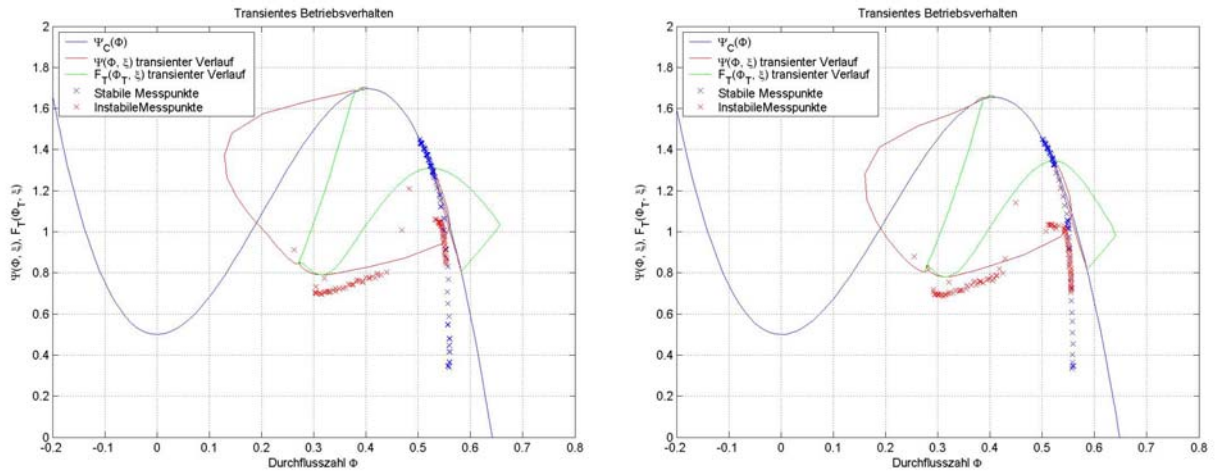 Transientes Betriebsverhalten
Ψ_C(Φ)
Ψ(Φ, ξ) transienter Verlauf
F_T(Φ_T, ξ) transienter Verlauf
Stabile Messpunkte
InstabileMesspunkte
Ψ(Φ, ξ), F_T(Φ_T, ξ)
2
1.8
1.6
1.4
1.2
1
0.8
0.6
0.4
0.2
0
-0.2 -0.1 0 0.1 0.2 0.3 0.4 0.5 0.6 0.7 0.8
Durchflusszahl Φ
Transientes Betriebsverhalten
Ψ_C(Φ)
Ψ(Φ, ξ) transienter Verlauf
F_T(Φ_T, ξ) transienter Verlauf
Stabile Messpunkte
InstabileMesspunkte
Ψ(Φ, ξ), F_T(Φ_T, ξ)
2
1.8
1.6
1.4
1.2
1
0.8
0.6
0.4
0.2
0
-0.2 -0.1 0 0.1 0.2 0.3 0.4 0.5 0.6 0.7 0.8
Durchflusszahl Φ